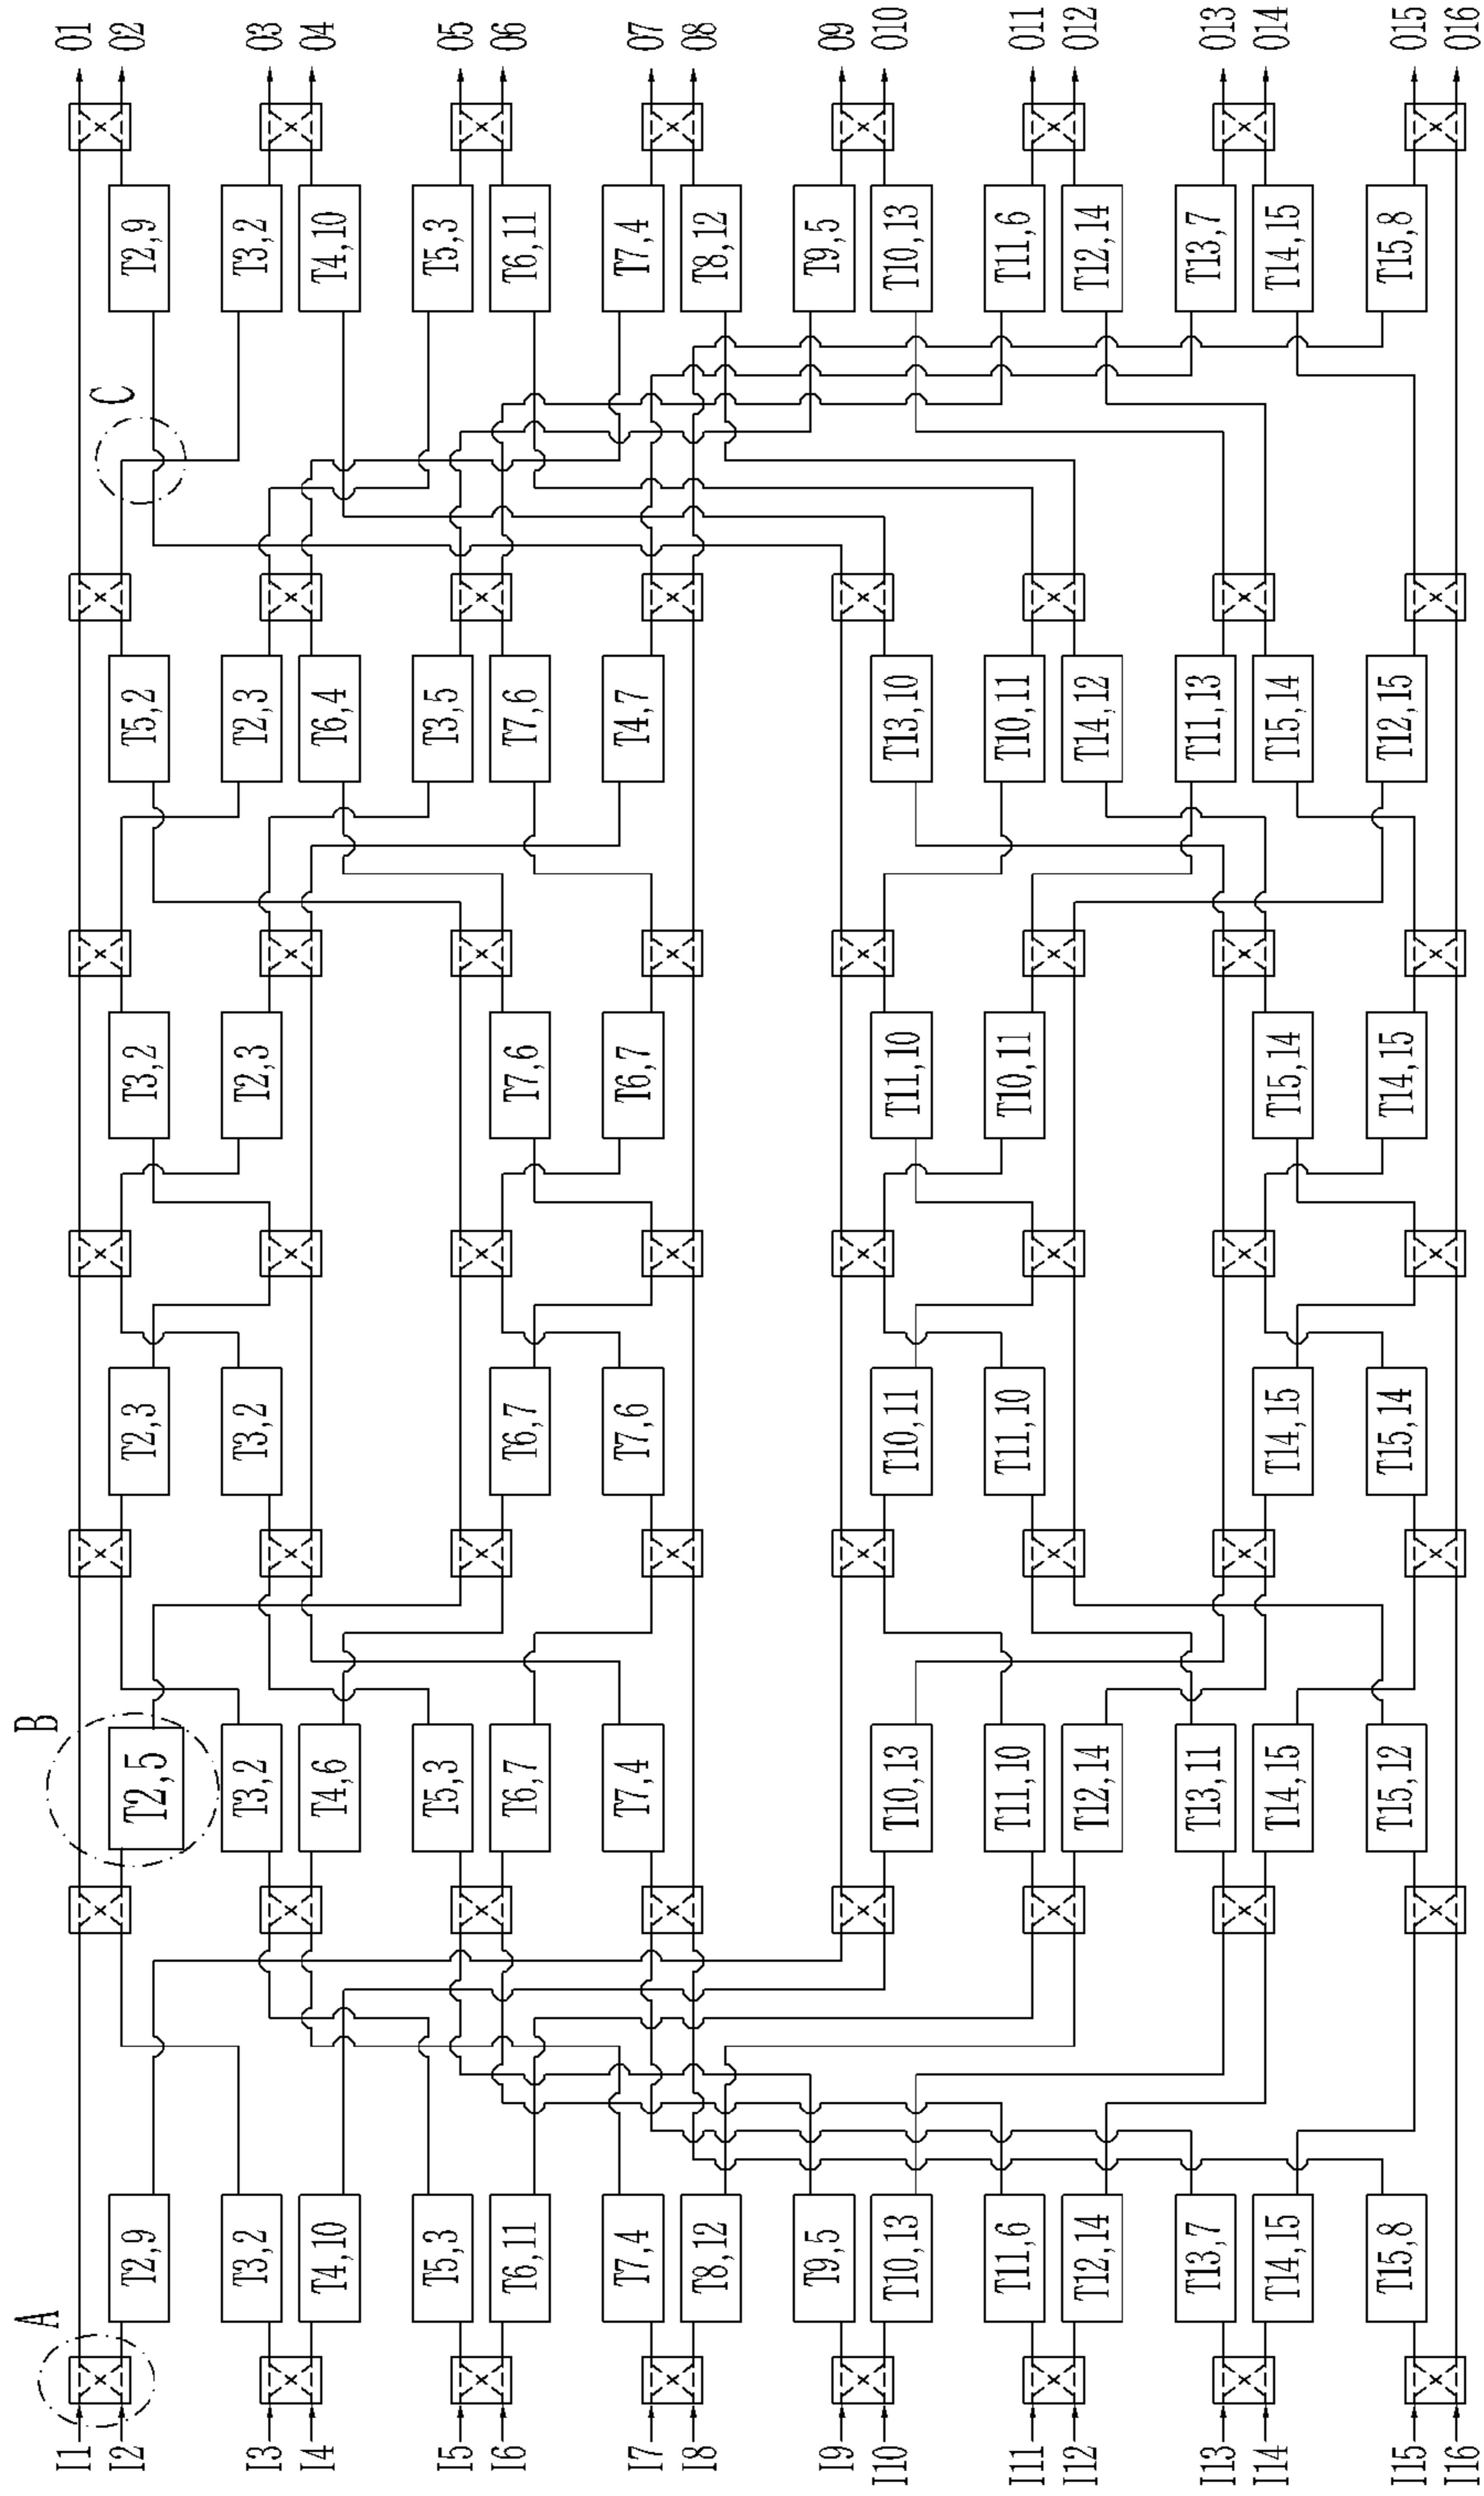 O1 O2 O3 O4 O5 O6 O7 O8 O9 O10 O11 O12 O13 O14 O15 O16
T2,9 T3,2 T4,10 T5,3 T6,11 T7,4 T8,12 T9,5 T10,13 T11,6 T12,14 T13,7 T14,15 T15,8
C
T5,2 T2,3 T6,4 T3,5 T7,6 T4,7 T13,10 T10,11 T14,12 T11,13 T15,14 T12,15
T3,2 T2,3 T7,6 T6,7 T11,10 T10,11 T15,14 T14,15
T2,3 T3,2 T6,7 T7,6 T10,11 T11,10 T14,15 T15,14
B
T2,5 T3,2 T4,6 T5,3 T6,7 T7,4 T10,13 T11,10 T12,14 T13,11 T14,15 T15,12
T2,9 T3,2 T4,10 T5,3 T6,11 T7,4 T8,12 T9,5 T10,13 T11,6 T12,14 T13,7 T14,15 T15,8
A
I1 I2 I3 I4 I5 I6 I7 I8 I9 I10 I11 I12 I13 I14 I15 I16